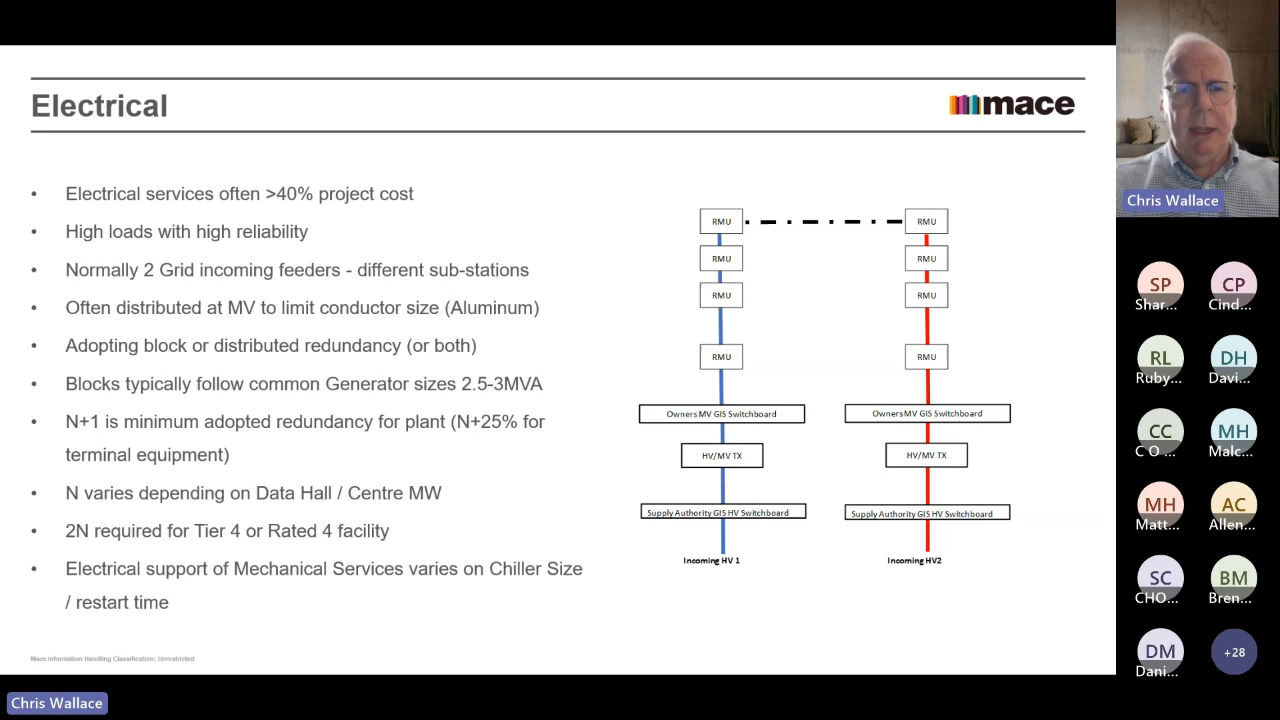 Electrical
mace
• Electrical services often >40% project cost
• High loads with high reliability
• Normally 2 Grid incoming feeders - different sub-stations
• Often distributed at MV to limit conductor size (Aluminum)
• Adopting block or distributed redundancy (or both)
• Blocks typically follow common Generator sizes 2.5-3MVA
• N+1 is minimum adopted redundancy for plant (N+25% for
terminal equipment)
• N varies depending on Data Hall / Centre MW
• 2N required for Tier 4 or Rated 4 facility
• Electrical support of Mechanical Services varies on Chiller Size
/ restart time
RMU
RMU
RMU
RMU
RMU
RMU
RMU
RMU
Owners MV GIS Switchboard
Owners MV GIS Switchboard
HV/MV TX
HV/MV TX
Supply Authority GIS HV Switchboard
Supply Authority GIS HV Switchboard
Incoming HV 1
Incoming HV2
Mace Information Handling Classification: Unrestricted
Chris Wallace
Chris Wallace
SP
Shar...
CP
Cind...
RL
Ruby...
DH
Davi...
CC
C O ...
MH
Malc...
MH
Matt...
AC
Allen...
SC
CHO...
BM
Bren...
DM
Dani...
+28